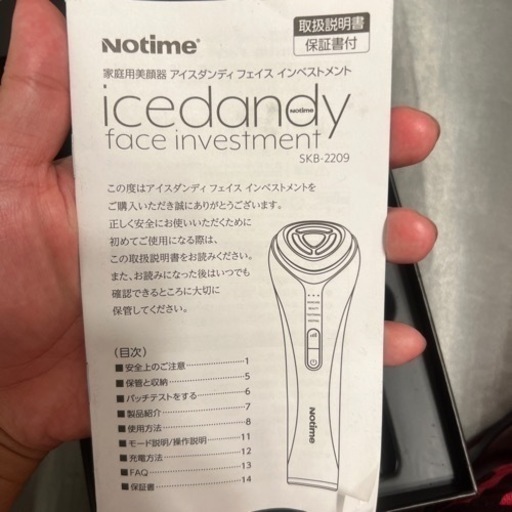 Notime
取扱説明書
保証書付
家庭用美顔器 アイスダンディ フェイス インベストメント
icedandy
Notime
face investment
SKB-2209
この度はアイスダンディ フェイス インベストメントを
ご購入いただき誠にありがとうございます。
正しく安全にお使いいただくために
初めてご使用になる際は、
この取扱説明書をお読みください。
また、お読みになった後はいつでも
確認できるところに大切に
保管してください。
〈目次〉
■安全上のご注意 1
■保管と収納 5
■パッチテストをする 6
■製品紹介 7
■使用方法 8
■モード説明/操作説明 11
■充電方法 12
■FAQ 13
■保証書 14
Notime